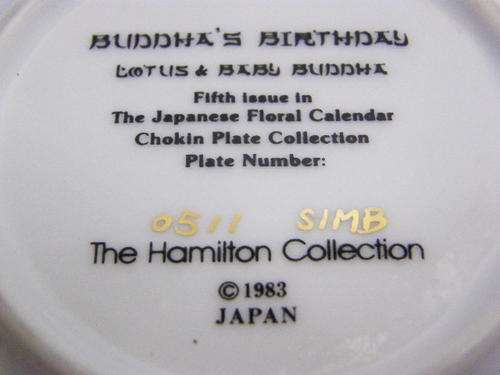 BUDDHA'S BIRTHDAY
LOTUS & BABY BUDDHA
Fifth issue in
The Japanese Floral Calendar
Chokin Plate Collection
Plate Number:
0511 SIMB
The Hamilton Collection
© 1983
JAPAN